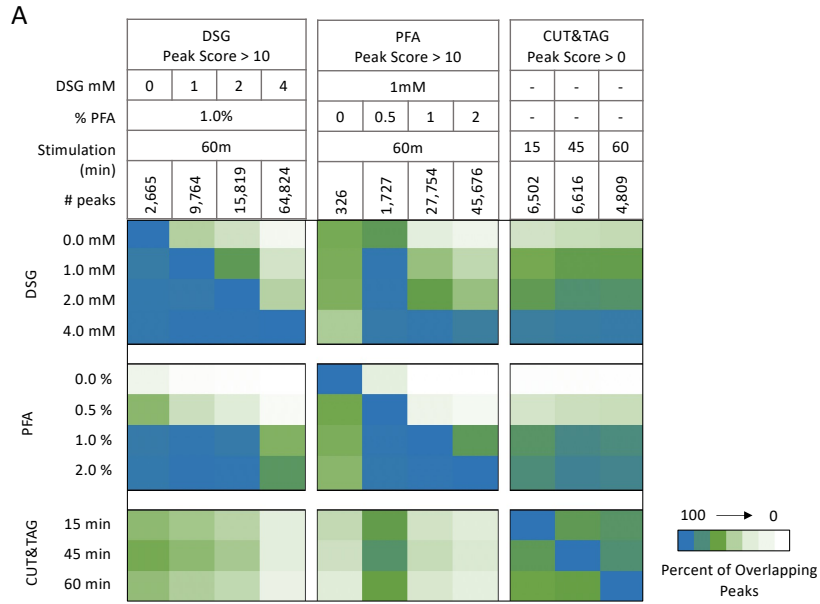 A
DSG
Peak Score > 10
PFA
Peak Score > 10
CUT&TAG
Peak Score > 0
DSG mM 0 1 2 4 1mM - - -
% PFA 1.0% 0 0.5 1 2 - - -
Stimulation (min) 60m 60m 15 45 60
# peaks 2,665 9,764 15,819 64,824 326 1,727 27,754 45,676 6,502 6,616 4,809
DSG
0.0 mM
1.0 mM
2.0 mM
4.0 mM
PFA
0.0 %
0.5 %
1.0 %
2.0 %
CUT&TAG
15 min
45 min
60 min
100 0
Percent of Overlapping
Peaks